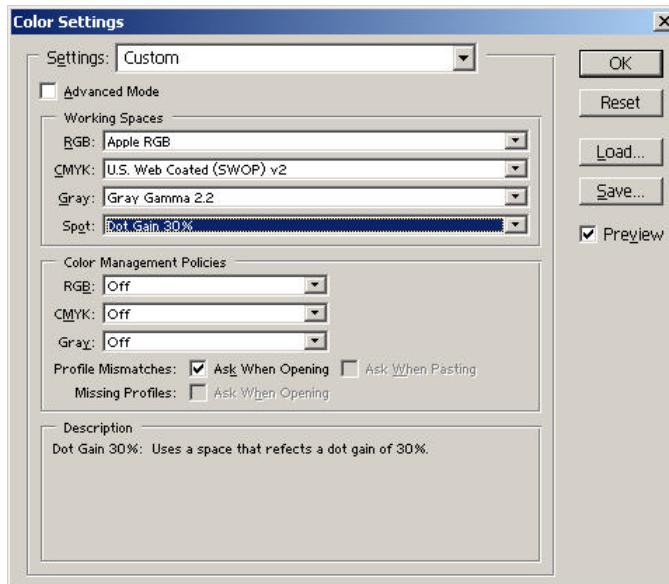 Color Settings
Settings: Custom
OK
Advanced Mode
Reset
Working Spaces
RGB: Apple RGB
CMYK: U.S. Web Coated (SWOP) v2
Load...
Gray: Gray Gamma 2.2
Save...
Spot: Dot Gain 30%
Preview
Color Management Policies
RGB: Off
CMYK: Off
Gray: Off
Profile Mismatches: Ask When Opening Ask When Pasting
Missing Profiles: Ask When Opening
Description
Dot Gain 30%: Uses a space that refects a dot gain of 30%.